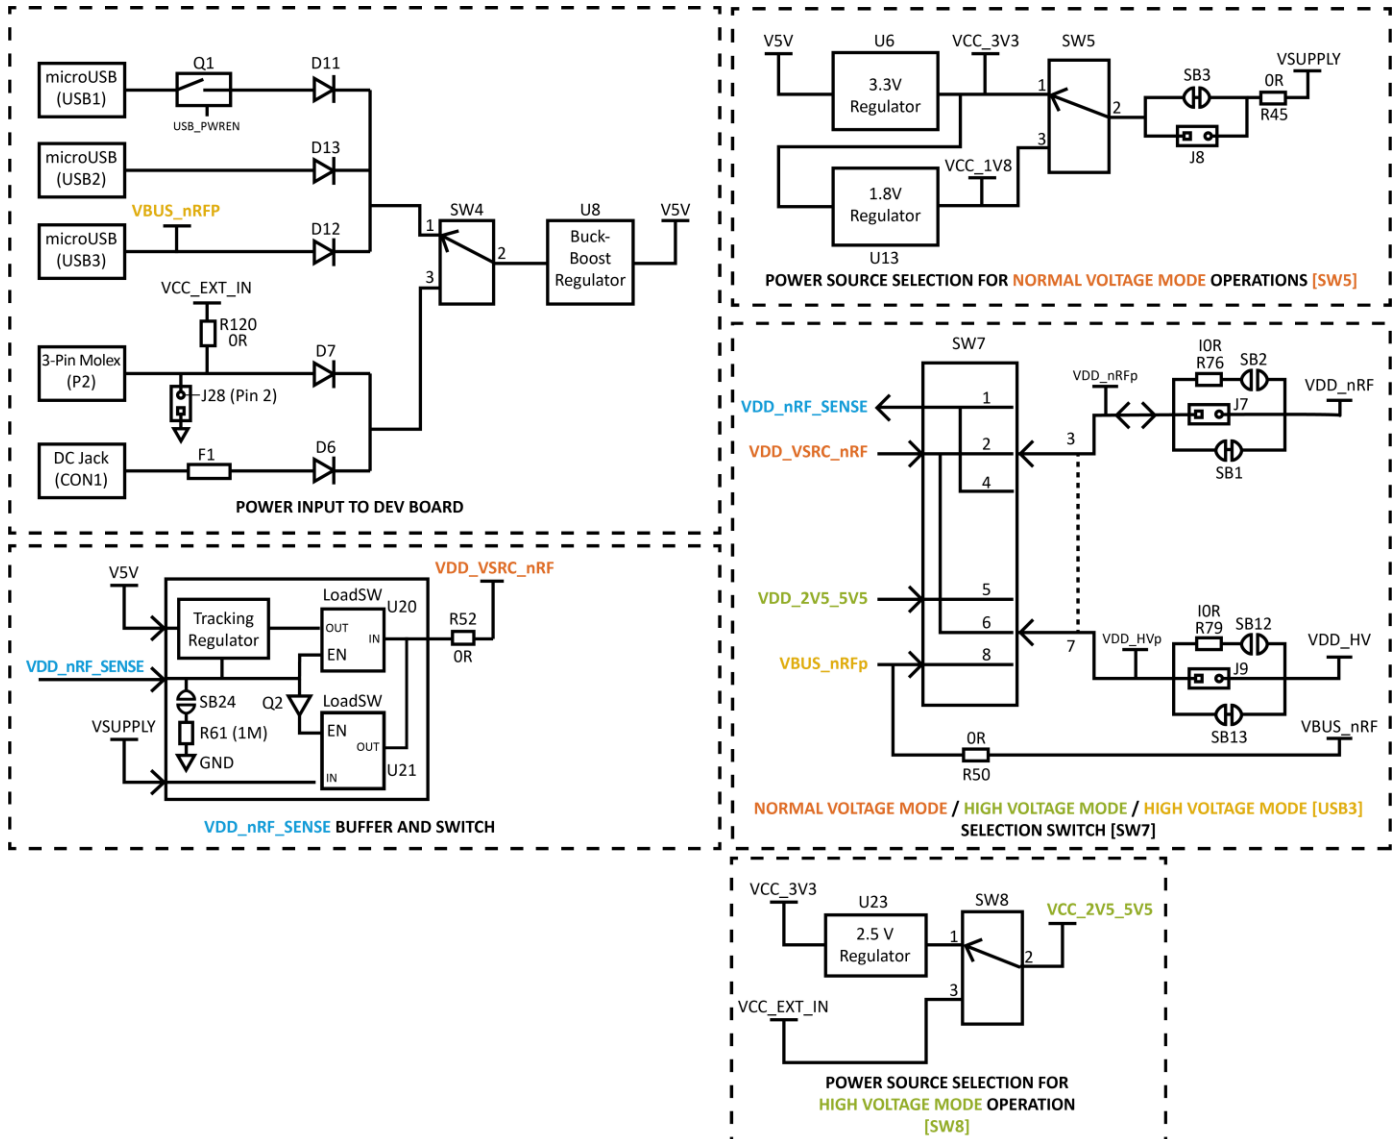 microUSB
(USB1)
Q1
USB_PWREN
D11
microUSB
(USB2)
D13
VBUS_nRFP
microUSB
(USB3)
D12
SW4
1
2
3
U8
Buck-
Boost
Regulator
V5V
VCC_EXT_IN
R120
0R
3-Pin Molex
(P2)
D7
J28 (Pin 2)
DC Jack
(CON1)
F1
D6
POWER INPUT TO DEV BOARD
V5V
U6
3.3V
Regulator
VCC_3V3
SW5
1
2
3
SB3
J8
0R
R45
VSUPPLY
1.8V
Regulator
U13
VCC_1V8
POWER SOURCE SELECTION FOR NORMAL VOLTAGE MODE OPERATIONS [SW5]
V5V
Tracking
Regulator
LoadSW
U20
OUT
IN
EN
R52
0R
VDD_VSRC_nRF
VDD_nRF_SENSE
SB24
R61 (1M)
GND
Q2
LoadSW
EN
OUT
IN
U21
VSUPPLY
VDD_nRF_SENSE BUFFER AND SWITCH
SW7
VDD_nRF_SENSE
1
VDD_VSRC_nRF
2
3
4
VDD_2V5_5V5
5
6
7
VBUS_nRFp
8
VDD_nRFp
I0R
R76
SB2
J7
SB1
VDD_nRF
VDD_HVp
I0R
R79
SB12
J9
SB13
VDD_HV
0R
R50
VBUS_nRF
NORMAL VOLTAGE MODE / HIGH VOLTAGE MODE / HIGH VOLTAGE MODE [USB3]
SELECTION SWITCH [SW7]
VCC_3V3
U23
2.5 V
Regulator
SW8
1
2
3
VCC_2V5_5V5
VCC_EXT_IN
POWER SOURCE SELECTION FOR
HIGH VOLTAGE MODE OPERATION
[SW8]